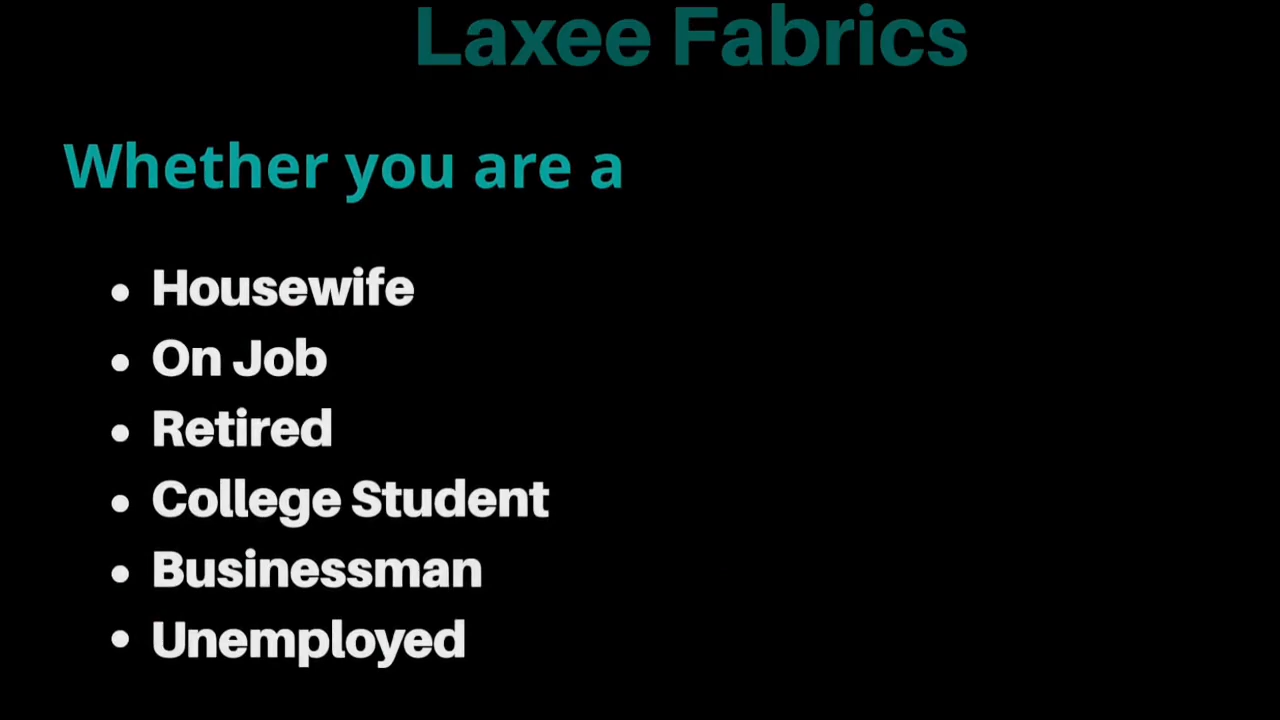 Laxee Fabrics
Whether you are a
• Housewife
• On Job
• Retired
• College Student
• Businessman
• Unemployed